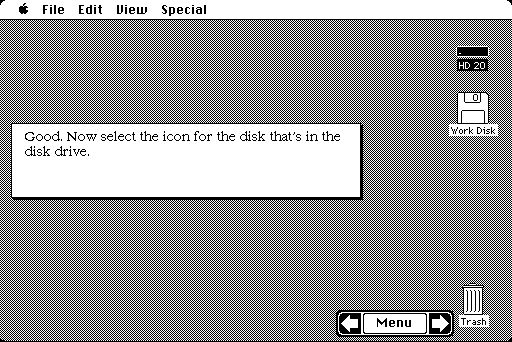 File Edit View Special
HD 20
Work Disk
Good. Now select the icon for the disk that's in the
disk drive.
Menu
Trash